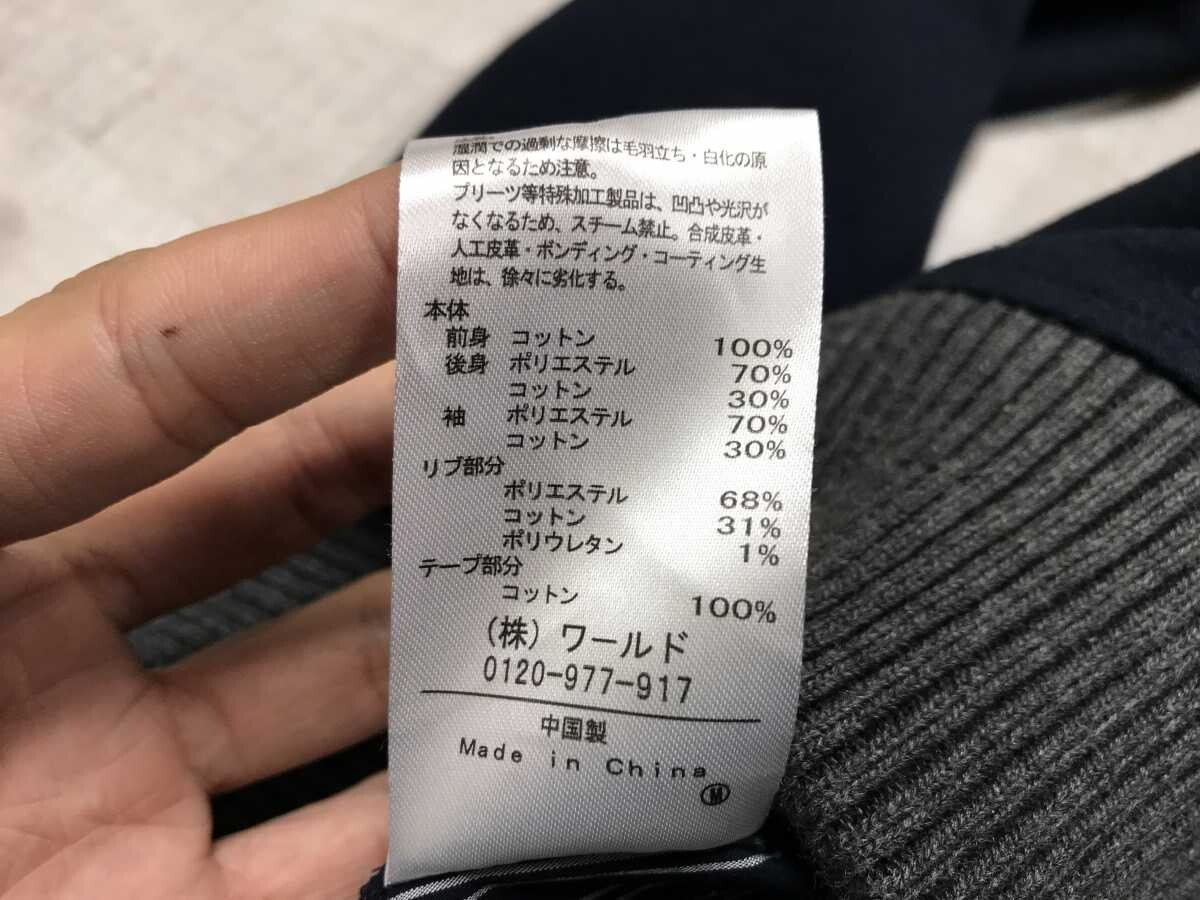 湿潤での過剰な摩擦は毛羽立ち・白化の原
因となるため注意。
プリーツ等特殊加工製品は、凹凸や光沢が
なくなるため、スチーム禁止。合成皮革・
人工皮革・ボンディング・コーティング生
地は、徐々に劣化する。
本体
前身 コットン 100%
後身 ポリエステル 70%
コットン 30%
袖 ポリエステル 70%
コットン 30%
リブ部分
ポリエステル 68%
コットン 31%
ポリウレタン 1%
テープ部分
コットン 100%
(株) ワールド
0120-977-917
中国製
Made in China
M